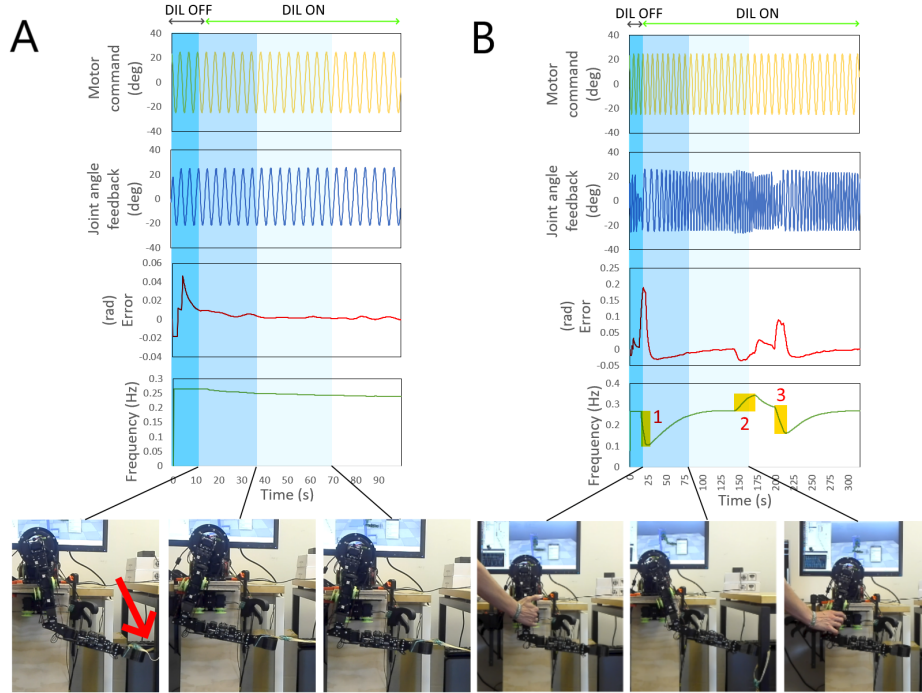 A
DIL OFF
DIL ON
Motor command (deg)
40
20
0
-20
-40
Joint angle feedback (deg)
40
20
0
-20
-40
(rad) Error
0.06
0.04
0.02
0
-0.02
-0.04
Frequency (Hz)
0.3
0.25
0.2
0.15
0.1
0.05
0
0 10 20 30 40 50 60 70 80 90
Time (s)
B
DIL OFF
DIL ON
Motor command (deg)
40
20
0
-20
-40
Joint angle feedback (deg)
40
20
0
-20
-40
(rad) Error
0.25
0.2
0.15
0.1
0.05
0
-0.05
Frequency (Hz)
0.4
0.3
0.2
0.1
0
1
2
3
0 25 50 75 100 125 150 175 200 225 250 275 300
Time (s)